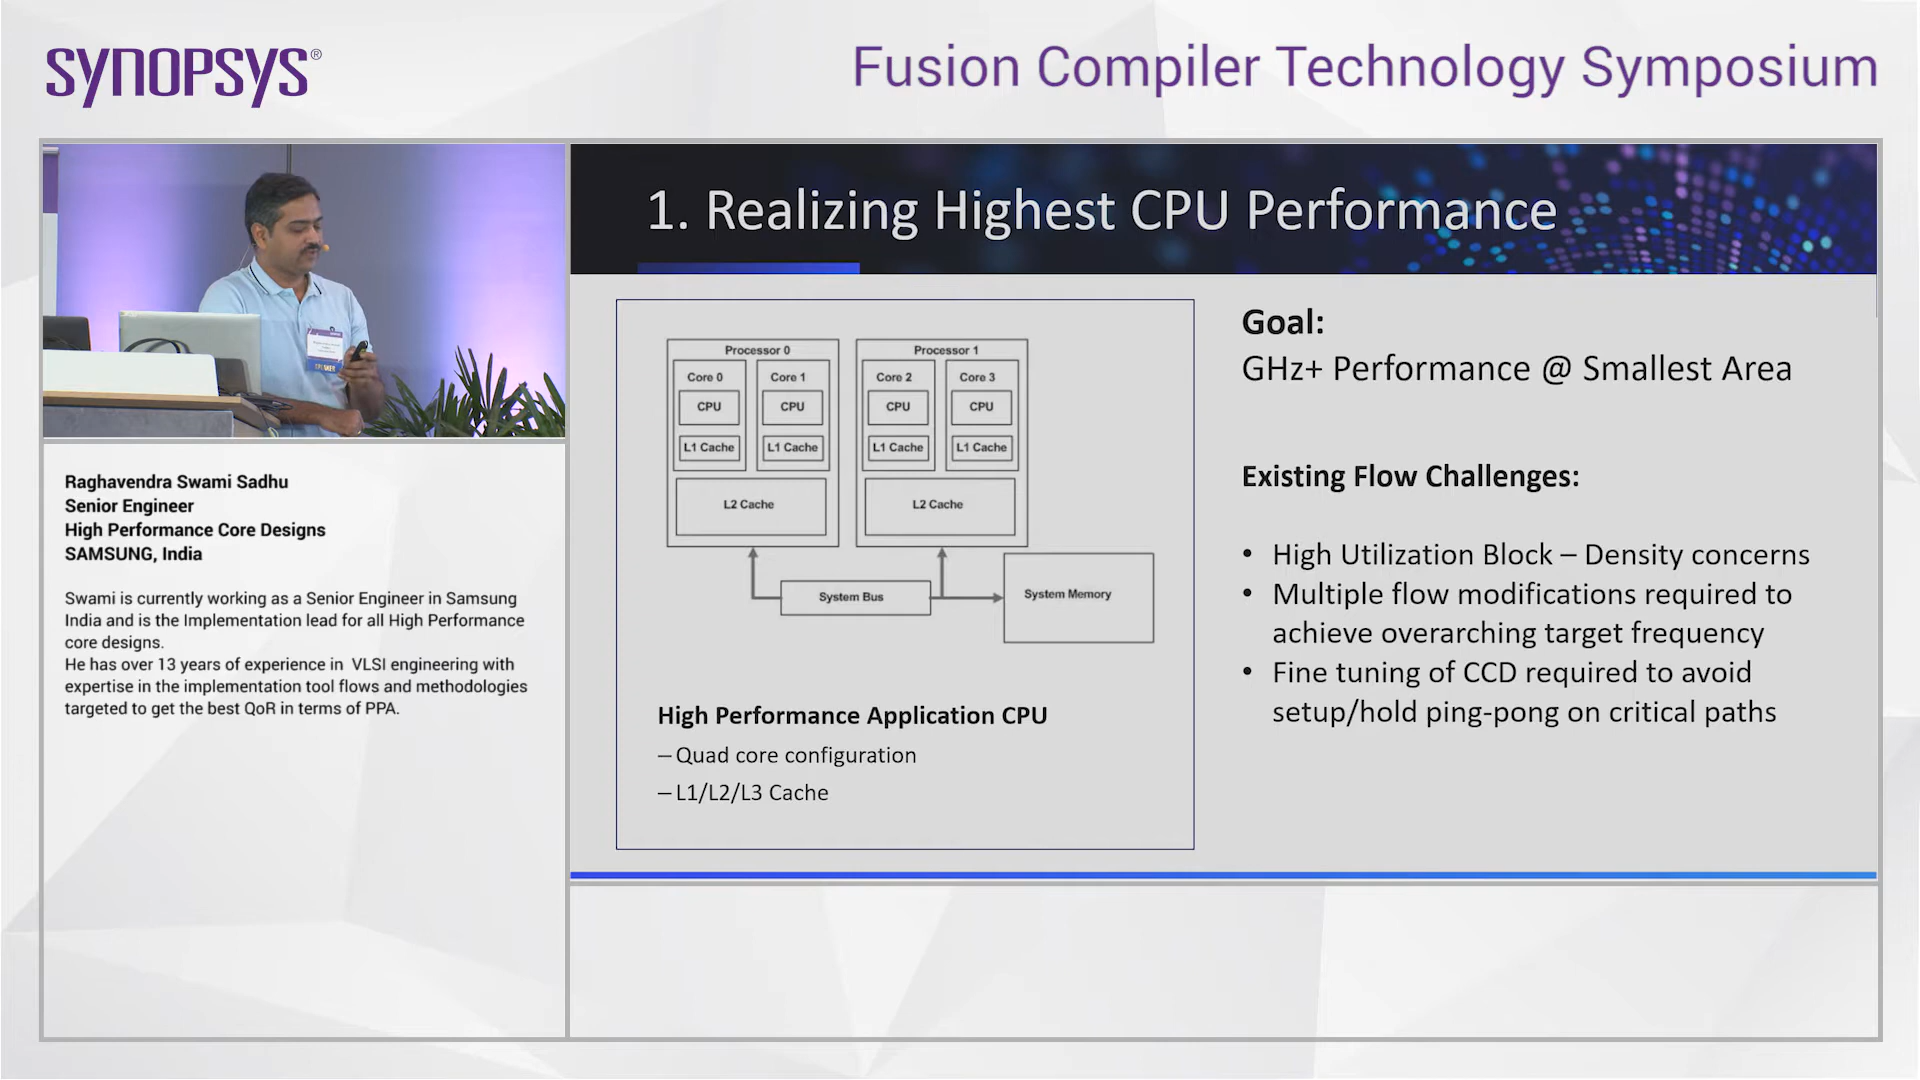 SYNOPSYS®
Fusion Compiler Technology Symposium
SPEAKER
Raghavendra Swami Sadhu
Senior Engineer
High Performance Core Designs
SAMSUNG, India
Swami is currently working as a Senior Engineer in Samsung
India and is the Implementation lead for all High Performance
core designs.
He has over 13 years of experience in VLSI engineering with
expertise in the implementation tool flows and methodologies
targeted to get the best QoR in terms of PPA.
1. Realizing Highest CPU Performance
Processor 0
Core 0
CPU
L1 Cache
Core 1
CPU
L1 Cache
L2 Cache
Processor 1
Core 2
CPU
L1 Cache
Core 3
CPU
L1 Cache
L2 Cache
System Bus
System Memory
High Performance Application CPU
– Quad core configuration
– L1/L2/L3 Cache
Goal:
GHz+ Performance @ Smallest Area
Existing Flow Challenges:
• High Utilization Block – Density concerns
• Multiple flow modifications required to
achieve overarching target frequency
• Fine tuning of CCD required to avoid
setup/hold ping-pong on critical paths